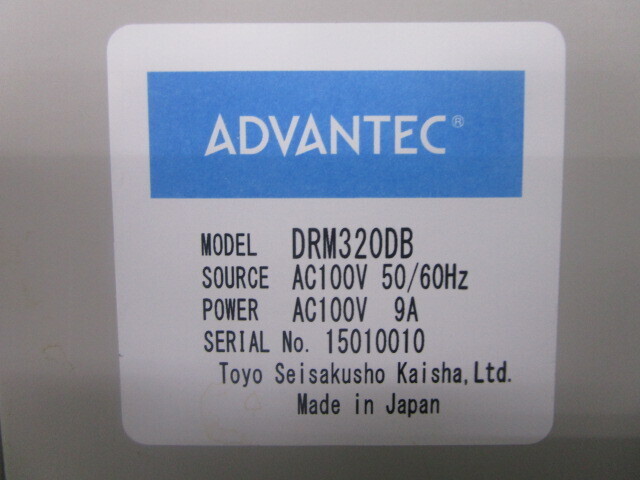 ADVANTEC®
MODEL DRM320DB
SOURCE AC100V 50/60Hz
POWER AC100V 9A
SERIAL No. 15010010
Toyo Seisakusho Kaisha,Ltd.
Made in Japan